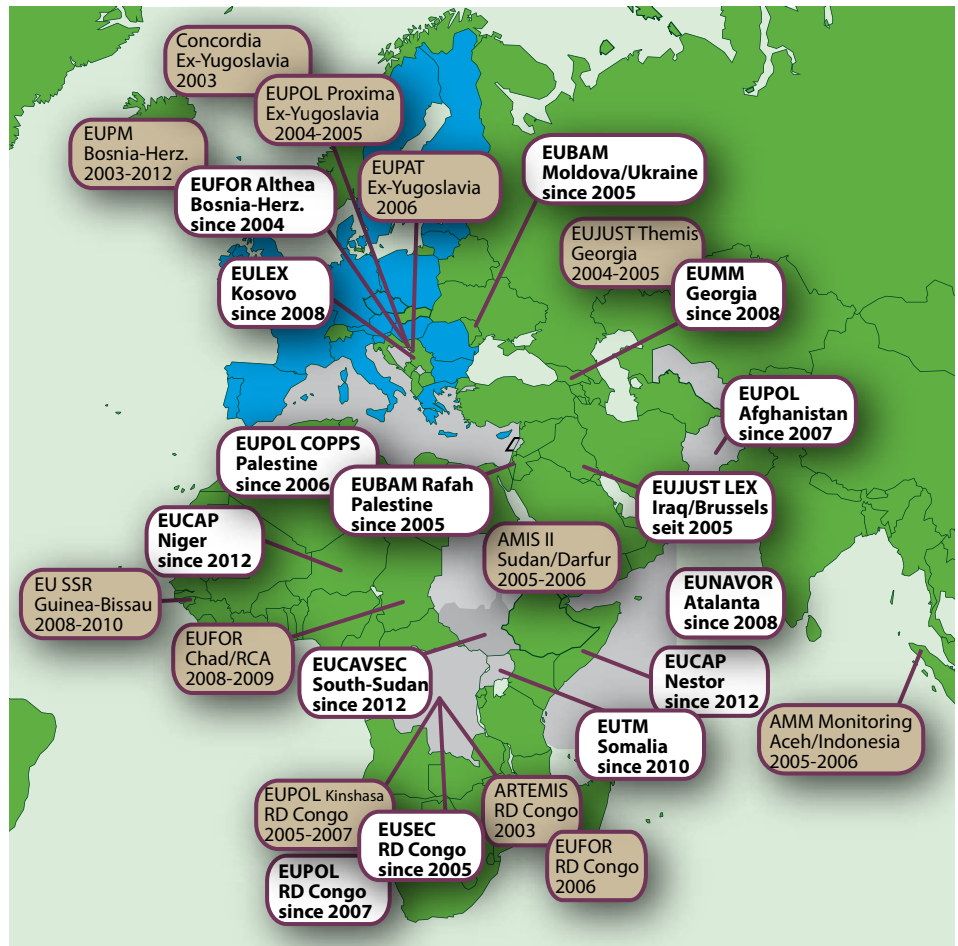 Concordia
Ex-Yugoslavia
2003
EUPOL Proxima
Ex-Yugoslavia
2004-2005
EUPM
Bosnia-Herz.
2003-2012
EUFOR Althea
Bosnia-Herz.
since 2004
EUPAT
Ex-Yugoslavia
2006
EUBAM
Moldova/Ukraine
since 2005
EUJUST Themis
Georgia
2004-2005
EULEX
Kosovo
since 2008
EUMM
Georgia
since 2008
EUPOL
Afghanistan
since 2007
EUPOL COPPS
Palestine
since 2006
EUBAM Rafah
Palestine
since 2005
EUJUST LEX
Iraq/Brussels
seit 2005
EUCAP
Niger
since 2012
AMIS II
Sudan/Darfur
2005-2006
EU SSR
Guinea-Bissau
2008-2010
EUNAVOR
Atalanta
since 2008
EUFOR
Chad/RCA
2008-2009
EUCAVSEC
South-Sudan
since 2012
EUCAP
Nestor
since 2012
EUTM
Somalia
since 2010
AMM Monitoring
Aceh/Indonesia
2005-2006
EUPOL Kinshasa
RD Congo
2005-2007
EUSEC
RD Congo
since 2005
ARTEMIS
RD Congo
2003
EUFOR
RD Congo
2006
EUPOL
RD Congo
since 2007